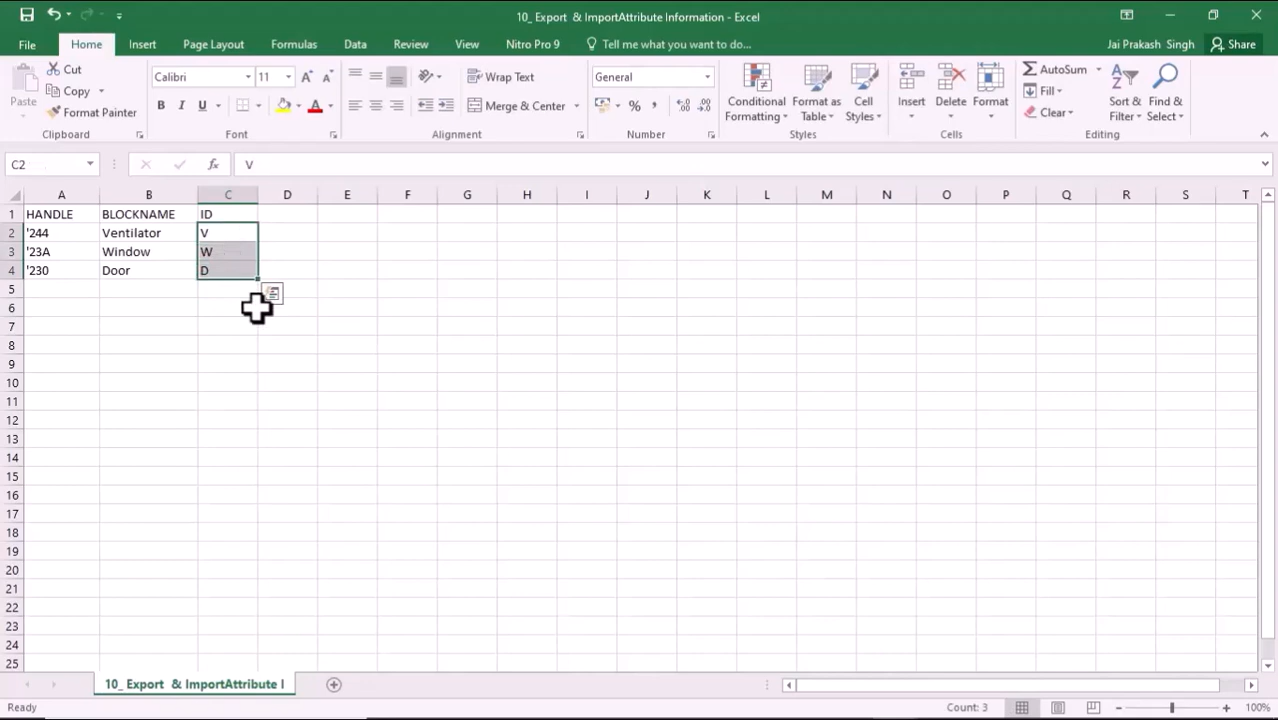 10_ Export  & ImportAttribute Information - Excel
File Home Insert Page Layout Formulas Data Review View Nitro Pro 9 Tell me what you want to do... Jai Prakash Singh Share
Paste Cut Copy Format Painter Clipboard
Calibri 11 B I U A Font
Wrap Text Merge & Center Alignment
General % , Number
Conditional Formatting Format as Table Cell Styles Styles
Insert Delete Format Cells
AutoSum Fill Clear Sort & Filter Find & Select Editing
C2 fx V
A B C D E F G H I J K L M N O P Q R S T
1 HANDLE BLOCKNAME ID
2 '244 Ventilator V
3 '23A Window W
4 '230 Door D
5
6
7
8
9
10
11
12
13
14
15
16
17
18
19
20
21
22
23
24
25
10_ Export  & ImportAttribute I
Ready Count: 3 100%